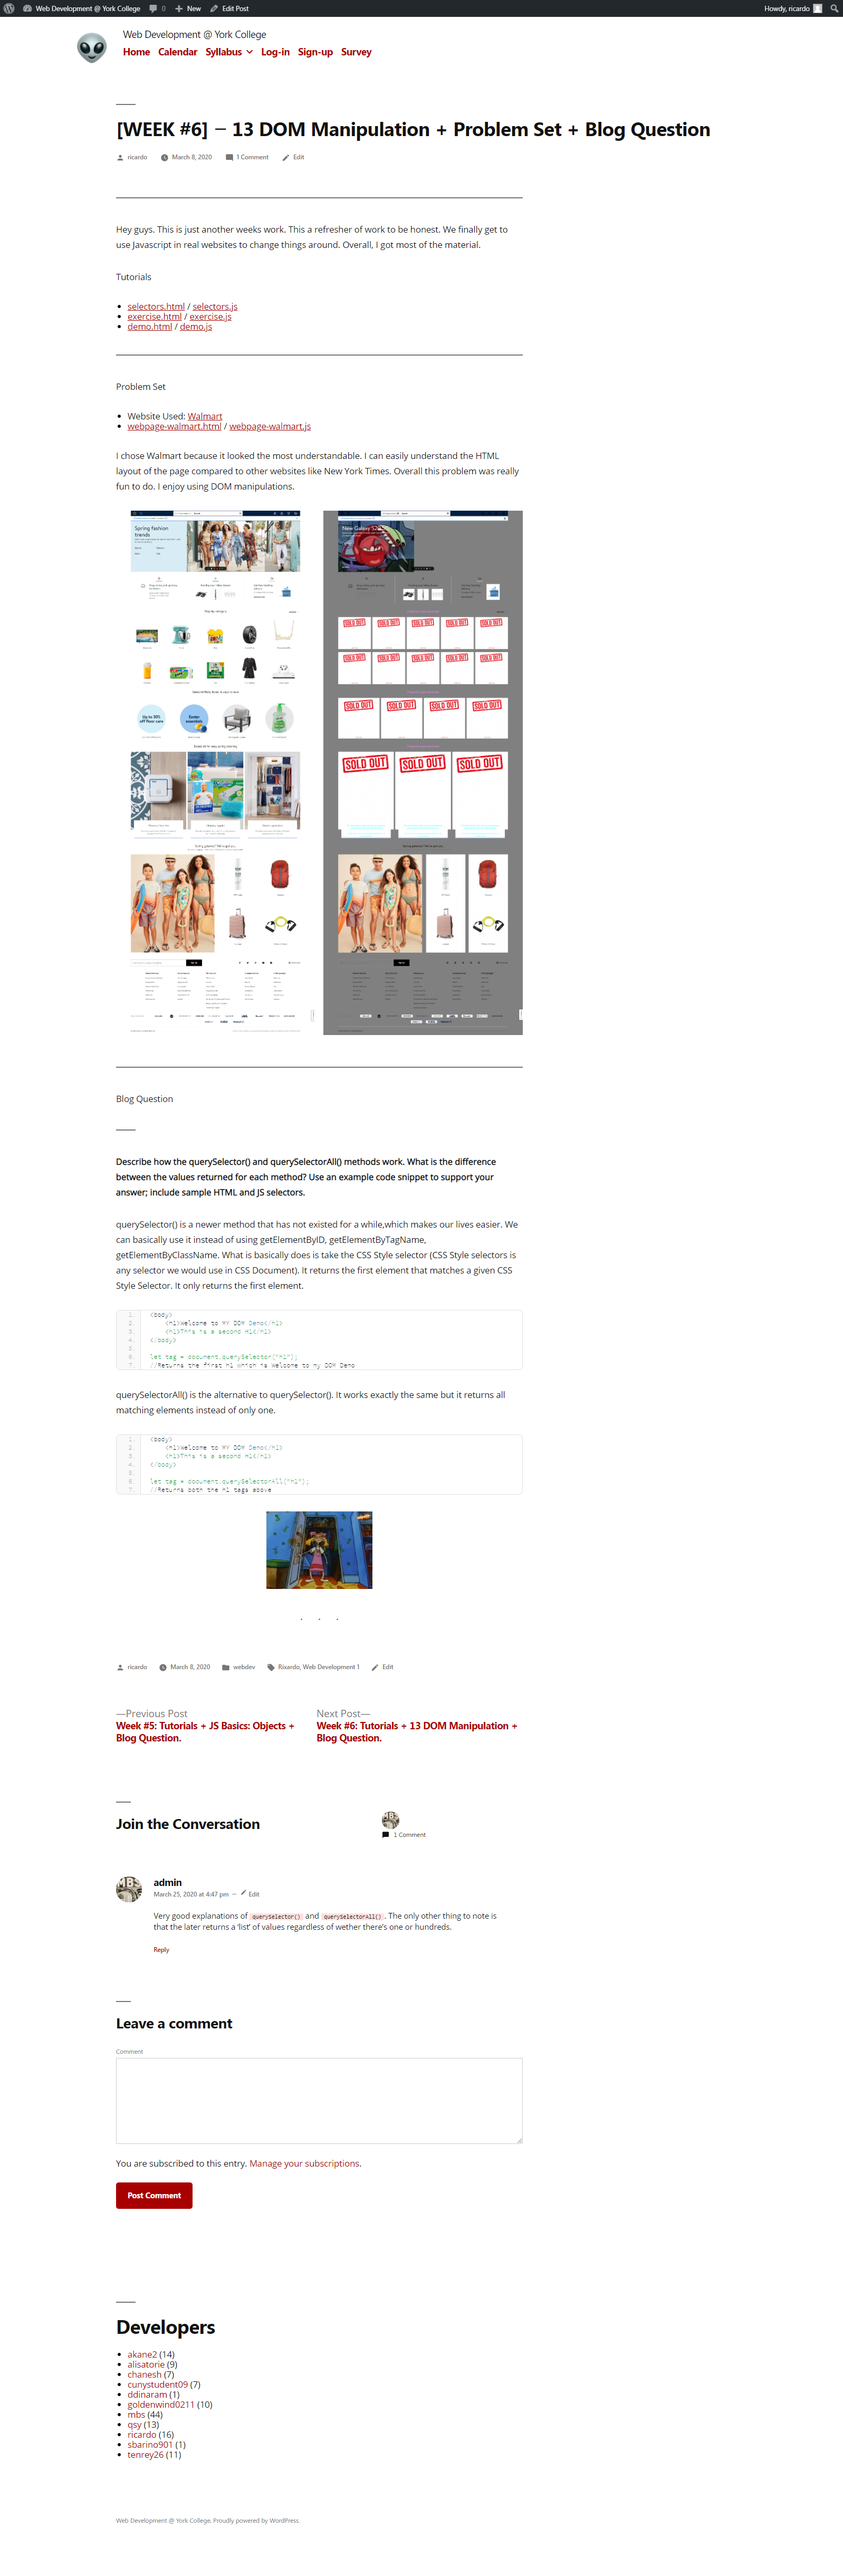 Web Development @ York College 0 New Edit Post Howdy, ricardo
Web Development @ York College
Home Calendar Syllabus Log-in Sign-up Survey
[WEEK #6] – 13 DOM Manipulation + Problem Set + Blog Question
ricardo March 8, 2020 1 Comment Edit
Hey guys. This is just another weeks work. This a refresher of work to be honest. We finally get to
use Javascript in real websites to change things around. Overall, I got most of the material.
Tutorials
selectors.html / selectors.js
exercise.html / exercise.js
demo.html / demo.js
Problem Set
Website Used: Walmart
webpage-walmart.html / webpage-walmart.js
I chose Walmart because it looked the most understandable. I can easily understand the HTML
layout of the page compared to other websites like New York Times. Overall this problem was really
fun to do. I enjoy using DOM manipulations.
Spring fashion
trends
New Galaxy S20
SOLD OUT SOLD OUT SOLD OUT SOLD OUT SOLD OUT
SOLD OUT SOLD OUT SOLD OUT SOLD OUT SOLD OUT
Up to 30%
off floor care
Easter
essentials
SOLD OUT SOLD OUT SOLD OUT SOLD OUT
SOLD OUT SOLD OUT SOLD OUT
Blog Question
Describe how the querySelector() and querySelectorAll() methods work. What is the difference
between the values returned for each method? Use an example code snippet to support your
answer; include sample HTML and JS selectors.
querySelector() is a newer method that has not existed for a while,which makes our lives easier. We
can basically use it instead of using getElementByID, getElementByTagName,
getElementByClassName. What is basically does is take the CSS Style selector (CSS Style selectors is
any selector we would use in CSS Document). It returns the first element that matches a given CSS
Style Selector. It only returns the first element.
1. <body>
2. <h1>Welcome to MY DOM Demo</h1>
3. <h1>This is a second H1</h1>
4. </body>
5.
6. let tag = document.querySelector("h1");
7. //Returns the first h1 which is Welcome to my DOM Demo
querySelectorAll() is the alternative to querySelector(). It works exactly the same but it returns all
matching elements instead of only one.
1. <body>
2. <h1>Welcome to MY DOM Demo</h1>
3. <h1>This is a second H1</h1>
4. </body>
5.
6. let tag = document.querySelectorAll("h1");
7. //Returns both the h1 tags above
ricardo March 8, 2020 webdev Rixardo, Web Development 1 Edit
—Previous Post
Week #5: Tutorials + JS Basics: Objects +
Blog Question.
Next Post—
Week #6: Tutorials + 13 DOM Manipulation +
Blog Question.
Join the Conversation
1 Comment
admin
March 25, 2020 at 4:47 pm – Edit
Very good explanations of querySelector() and querySelectorAll(). The only other thing to note is
that the later returns a 'list' of values regardless of wether there's one or hundreds.
Reply
Leave a comment
Comment
You are subscribed to this entry. Manage your subscriptions.
Post Comment
Developers
akane2 (14)
alisatorie (9)
chanesh (7)
cunystudent09 (7)
ddinaram (1)
goldenwind0211 (10)
mbs (44)
qsy (13)
ricardo (16)
sbarino901 (1)
tenrey26 (11)
Web Development @ York College, Proudly powered by WordPress.